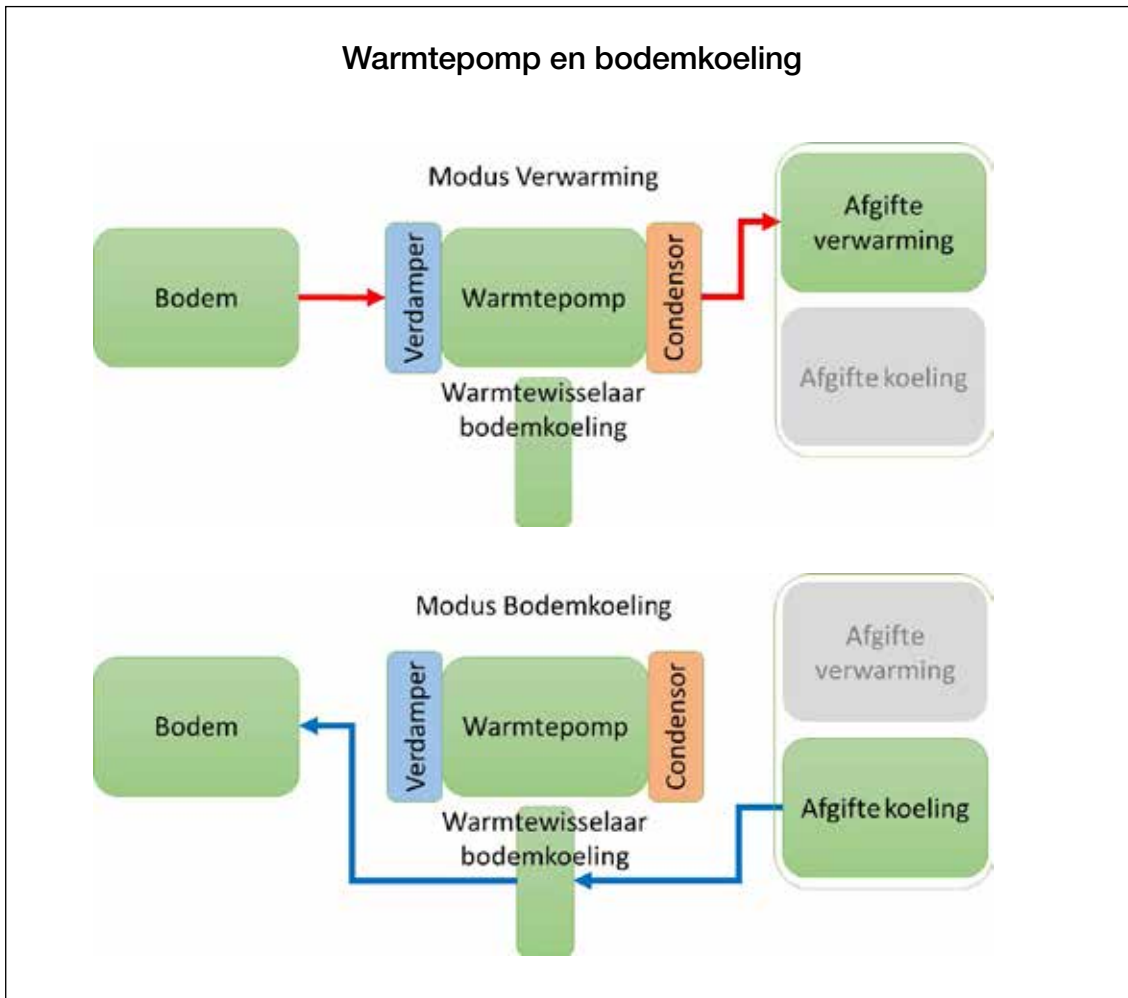 Warmtepomp en bodemkoeling
Modus Verwarming
Bodem
Verdamper
Warmtepomp
Condensor
Afgifte
verwarming
Afgifte koeling
Warmtewisselaar
bodemkoeling
Modus Bodemkoeling
Bodem
Verdamper
Warmtepomp
Condensor
Afgifte
verwarming
Afgifte koeling
Warmtewisselaar
bodemkoeling